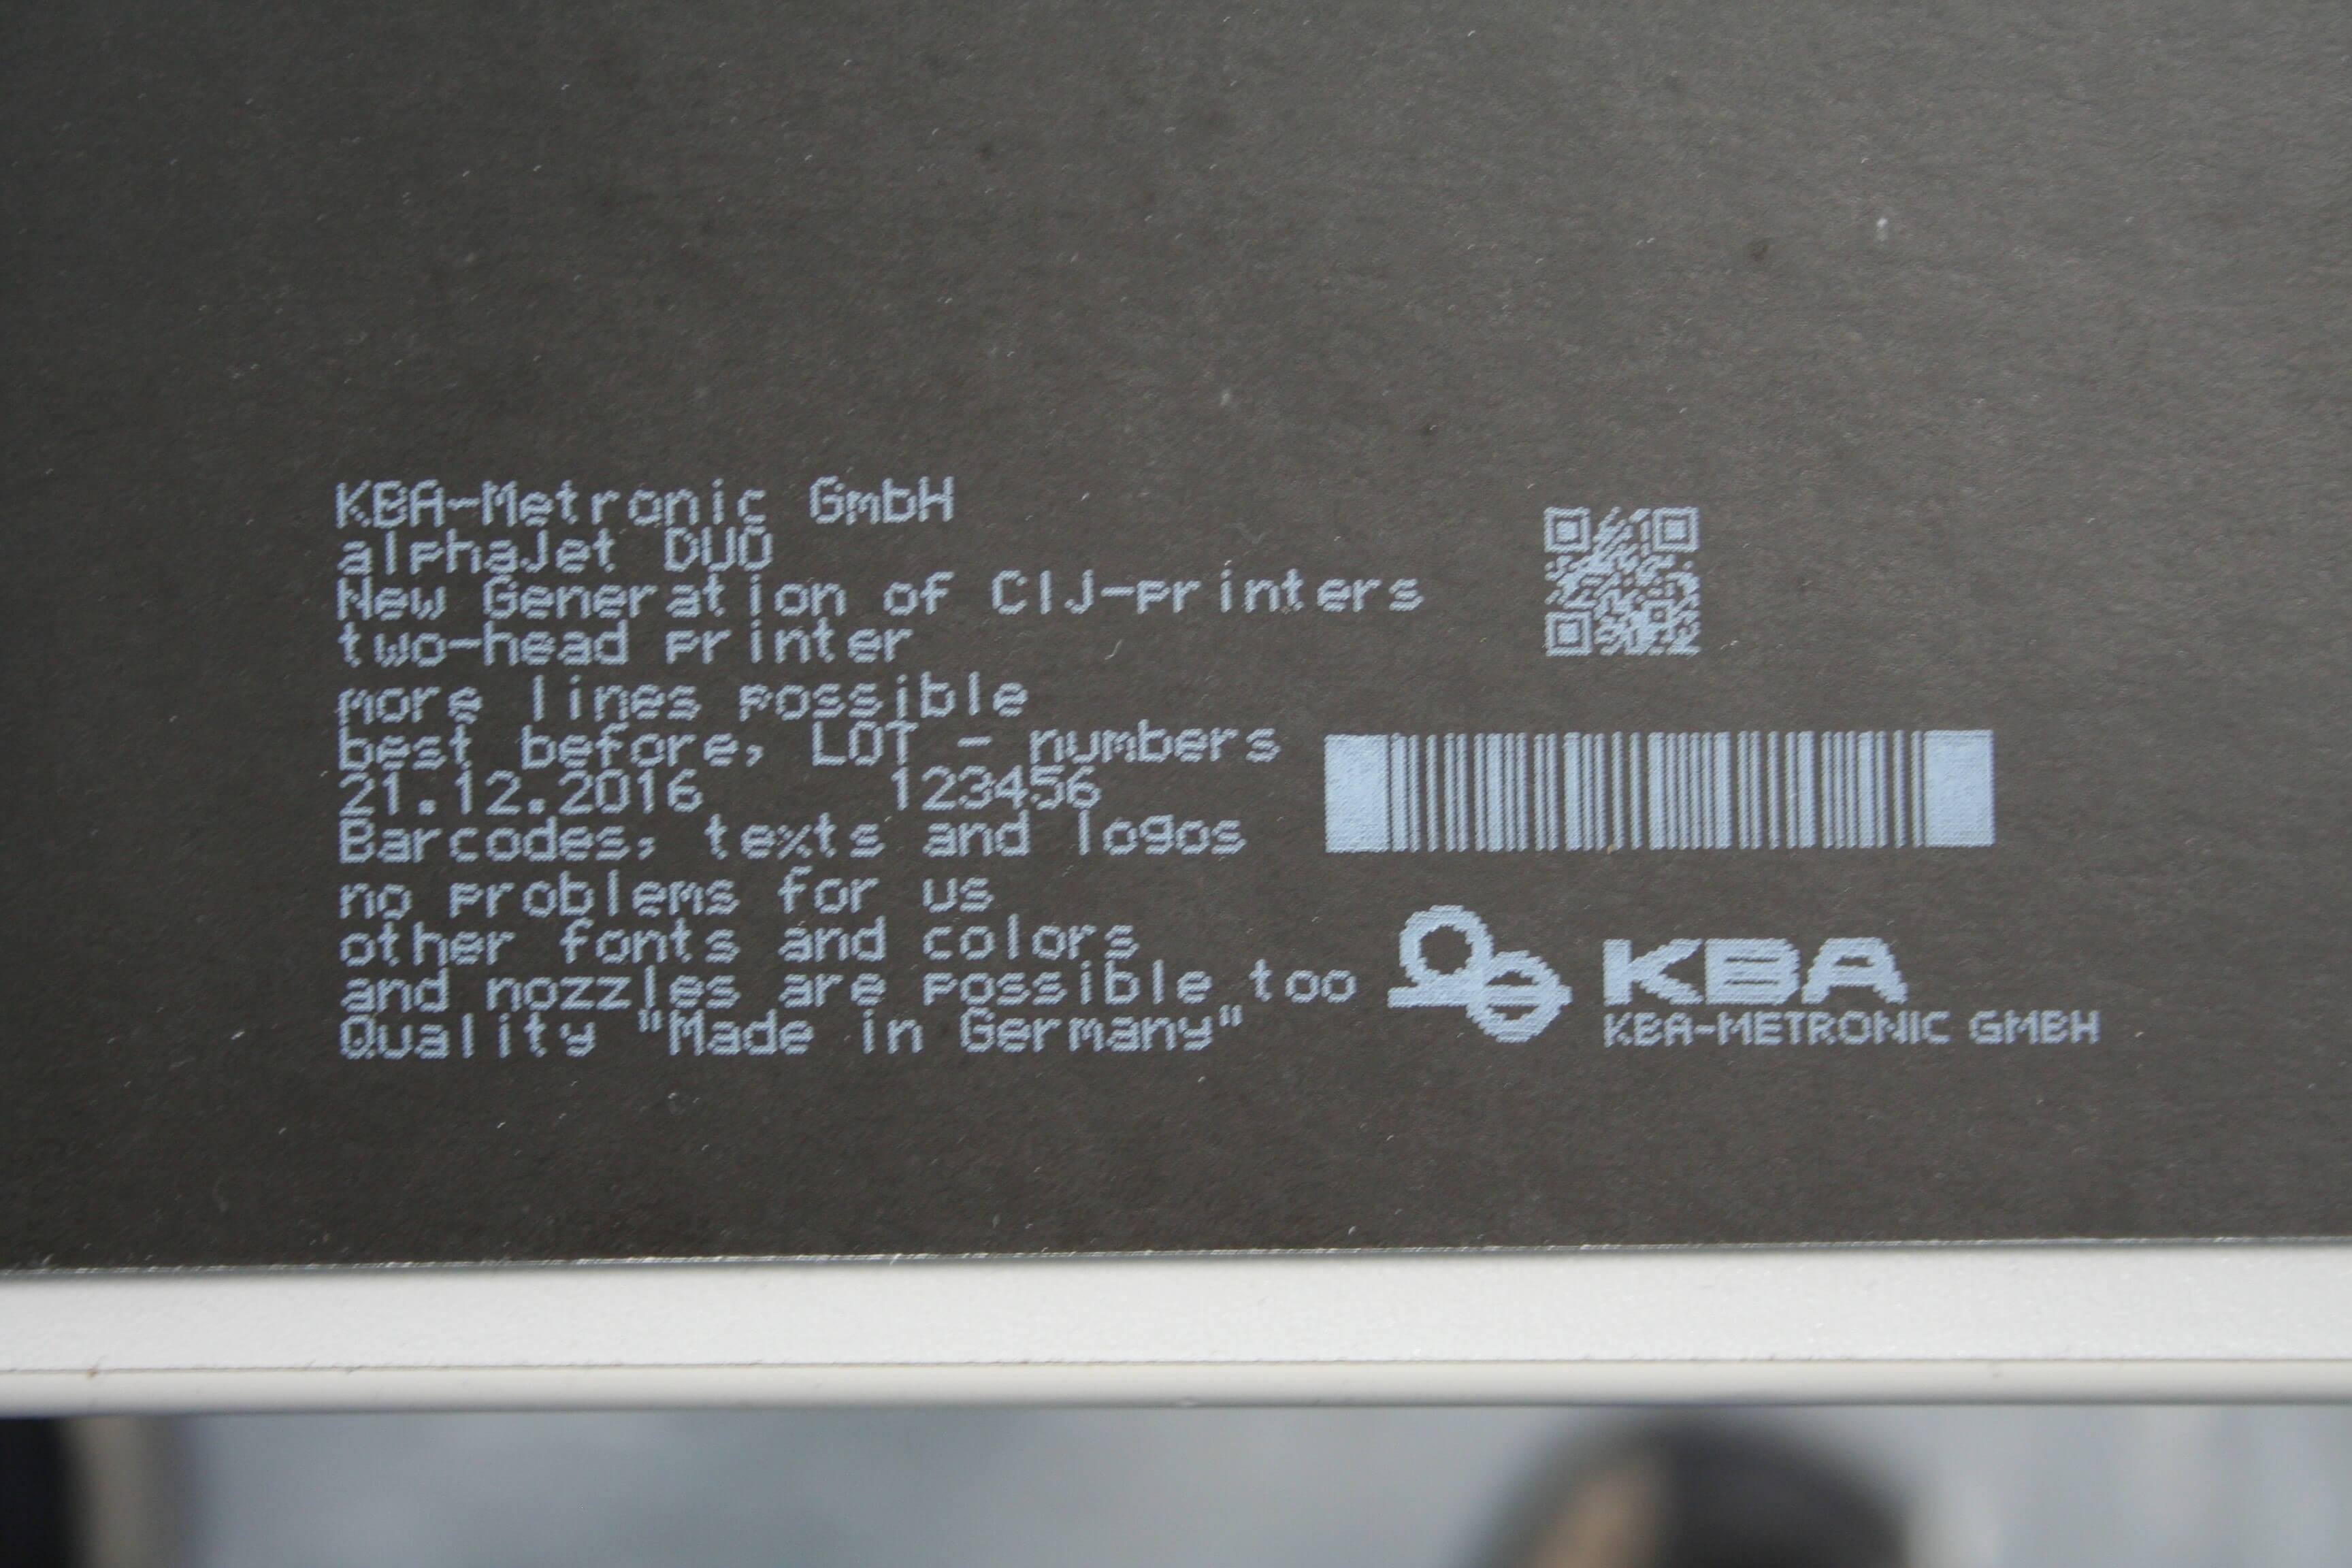 KBA-Metronic GmbH
alphaJet DUO
New Generation of CIJ-printers
two-head printer
more lines possible
best before, LOT - numbers
21.12.2016 123456
Barcodes, texts and logos
no problems for us
other fonts and colors
and nozzles are possible too
Quality "Made in Germany"
KBA
KBA-METRONIC GMBH